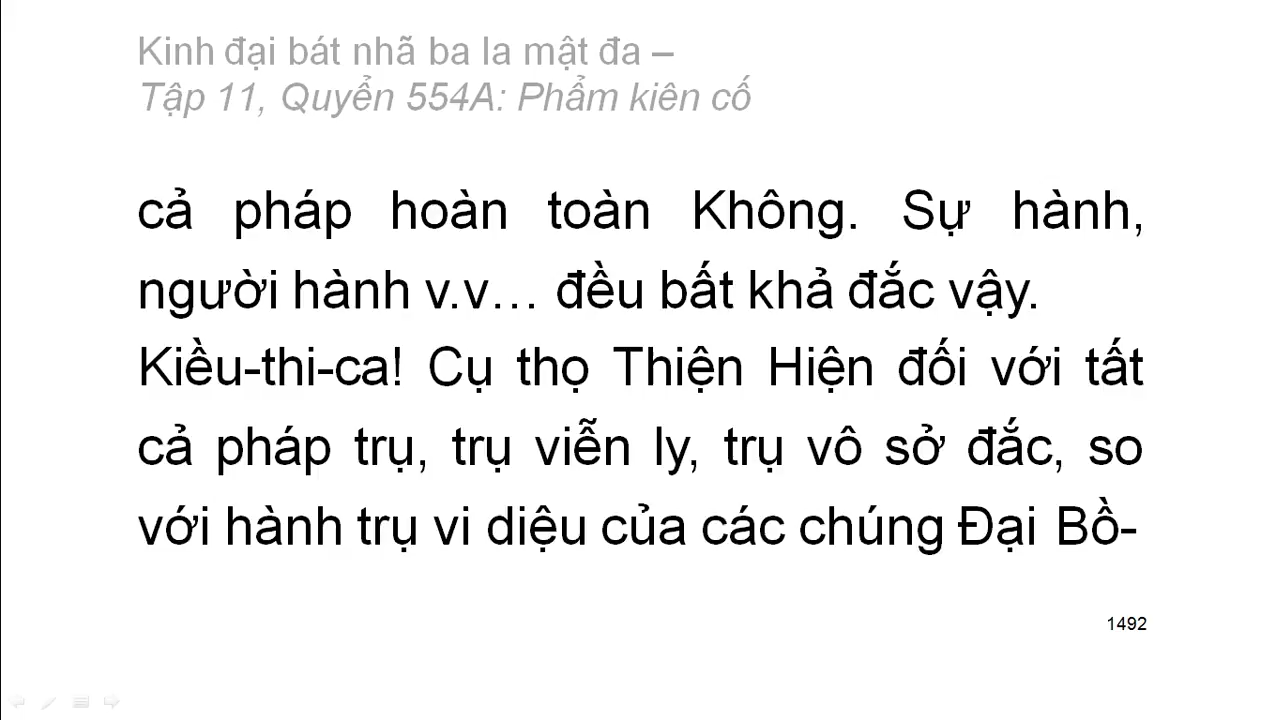 Kinh đại bát nhã ba la mật đa –
Tập 11, Quyển 554A: Phẩm kiên cố
cả pháp hoàn toàn Không. Sự hành,
người hành v.v… đều bất khả đắc vậy.
Kiều-thi-ca! Cụ thọ Thiện Hiện đối với tất
cả pháp trụ, trụ viễn ly, trụ vô sở đắc, so
với hành trụ vi diệu của các chúng Đại Bồ-
1492